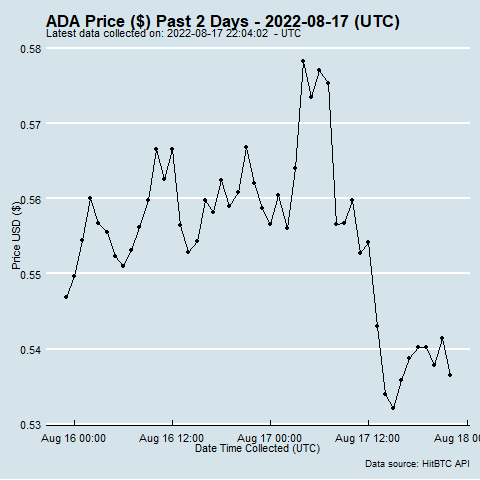 ADA Price ($) Past 2 Days - 2022-08-17 (UTC)
Latest data collected on: 2022-08-17 22:04:02 - UTC
0.58
0.57
0.56
0.55
0.54
0.53
Price USD ($)
Aug 16 00:00 Aug 16 12:00 Aug 17 00:00 Aug 17 12:00 Aug 18 0
Date Time Collected (UTC)
Data source: HitBTC API